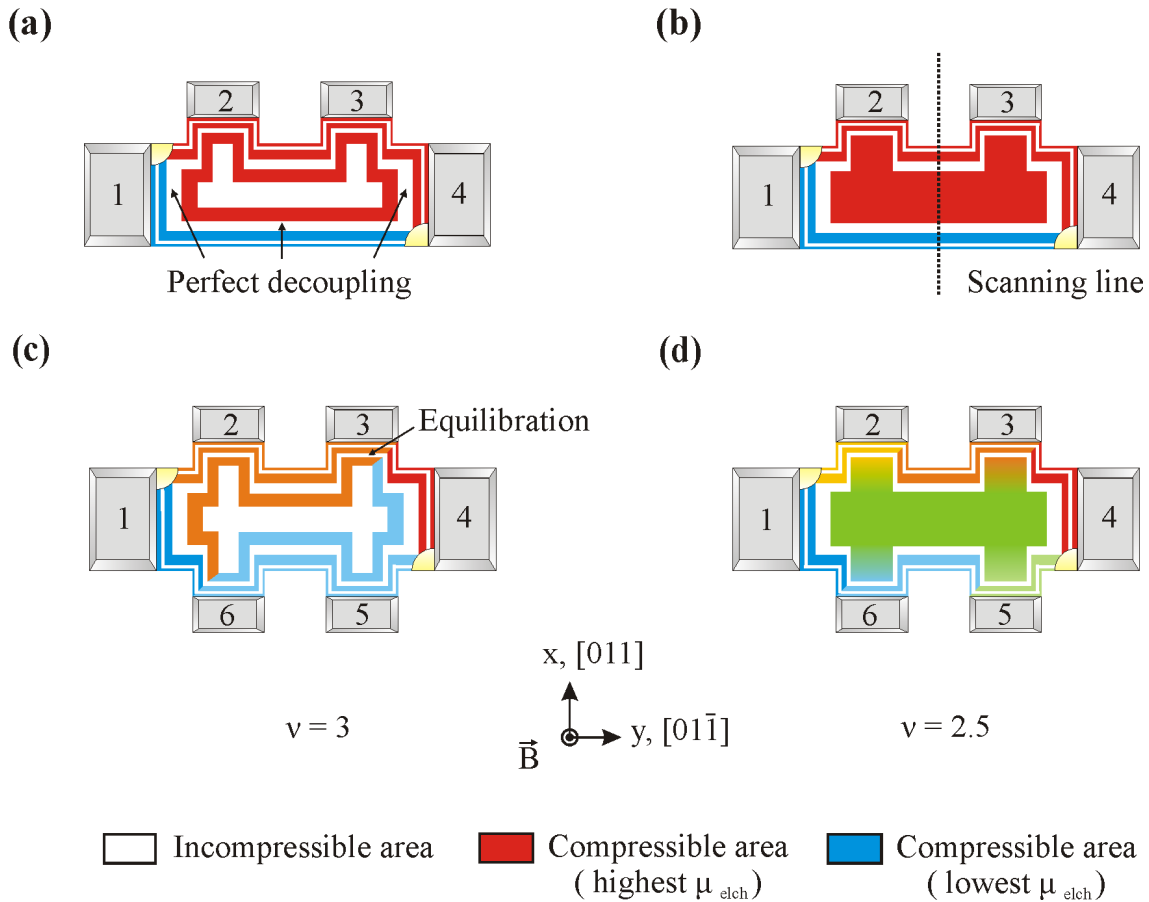 (a)
2
3
1
4
Perfect decoupling
(b)
2
3
1
4
Scanning line
(c)
2
3
Equilibration
1
4
6
5
(d)
2
3
1
4
6
5
x, [011]
y, [011̄]
B⃗
ν = 3
ν = 2.5
Incompressible area
Compressible area
( highest μ elch)
Compressible area
( lowest μ elch)